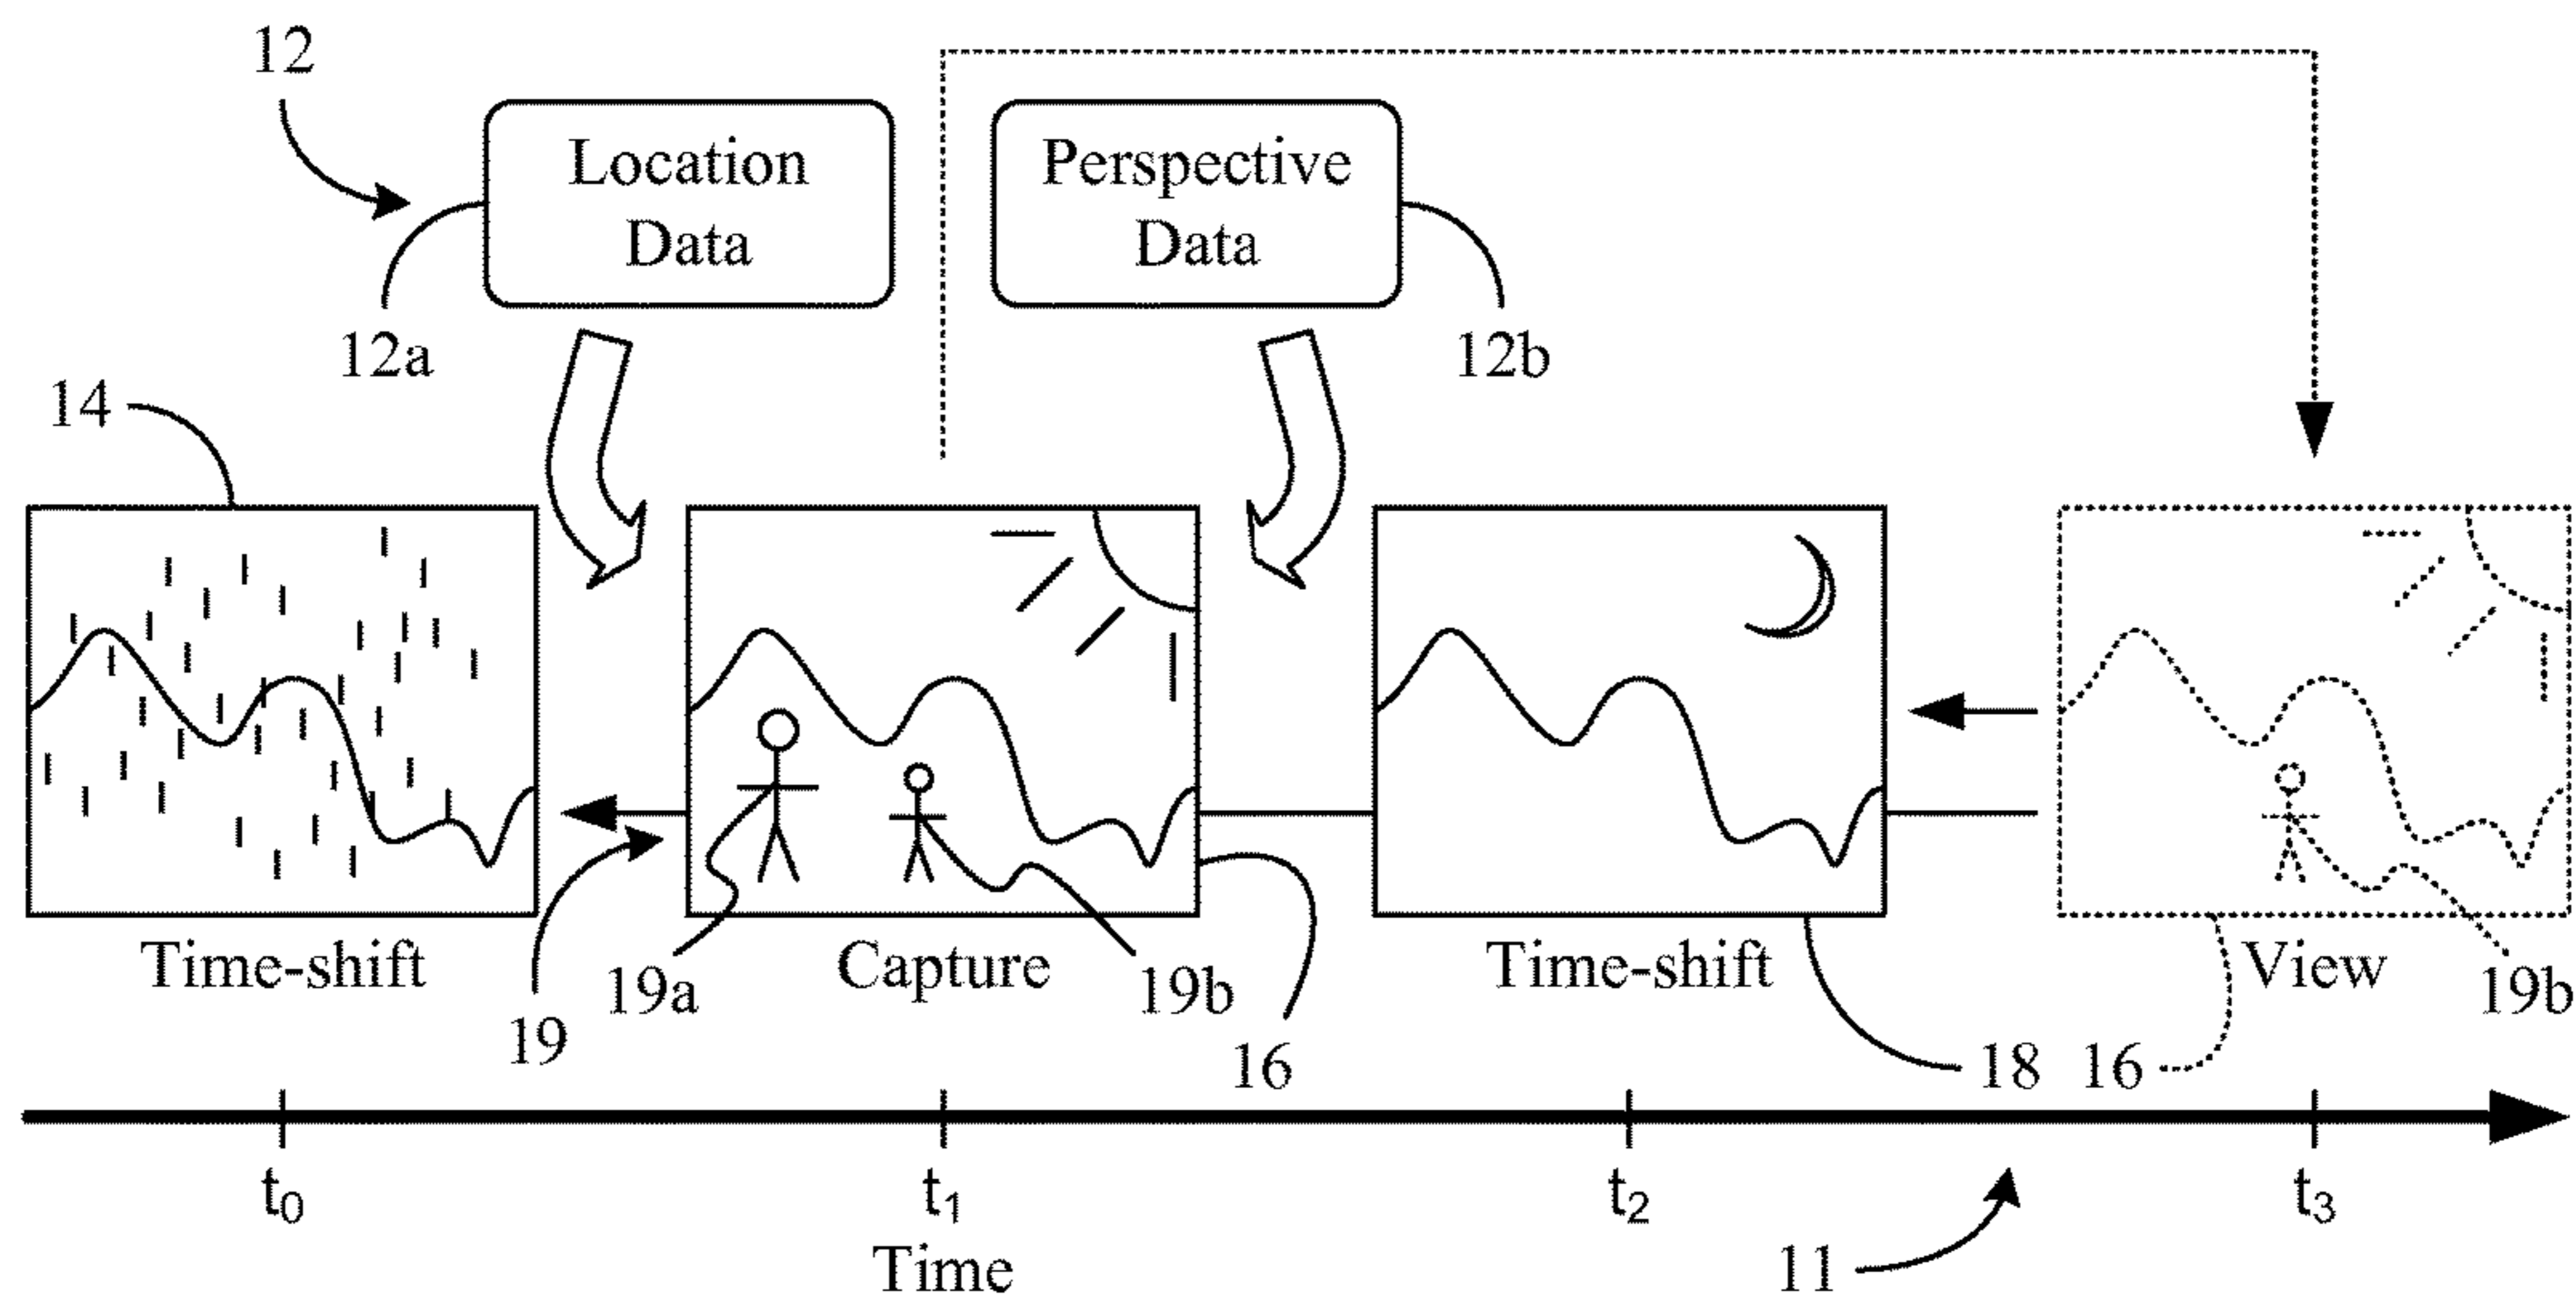 12
Location
Data
Perspective
Data
12a
12b
14
Time-shift
Capture
Time-shift
View
19a
19b
19b
19
16
18
16
t₀
t₁
t₂
t₃
Time
11